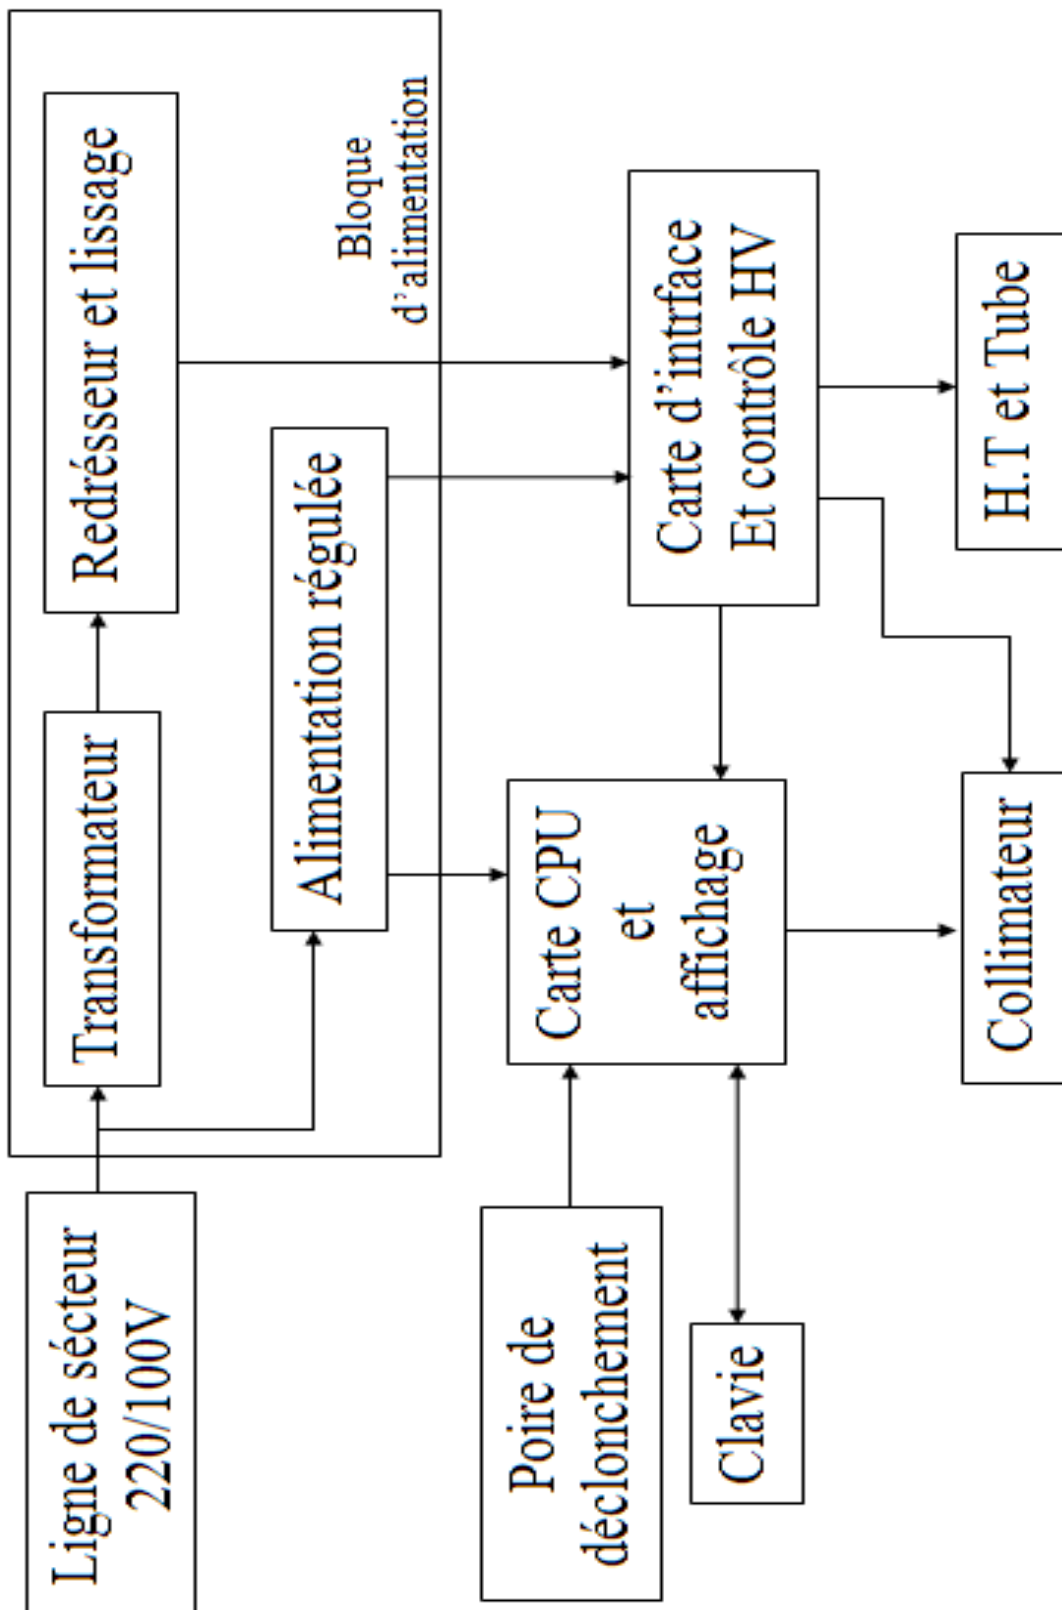 Ligne de sécteur
220/100V
Transformateur
Redrésseur et lissage
Alimentation régulée
Bloque
d'alimentation
Poire de
déclonchement
Clavie
Carte CPU
et
affichage
Carte d'intrface
Et contrôle HV
Collimateur
H.T et Tube